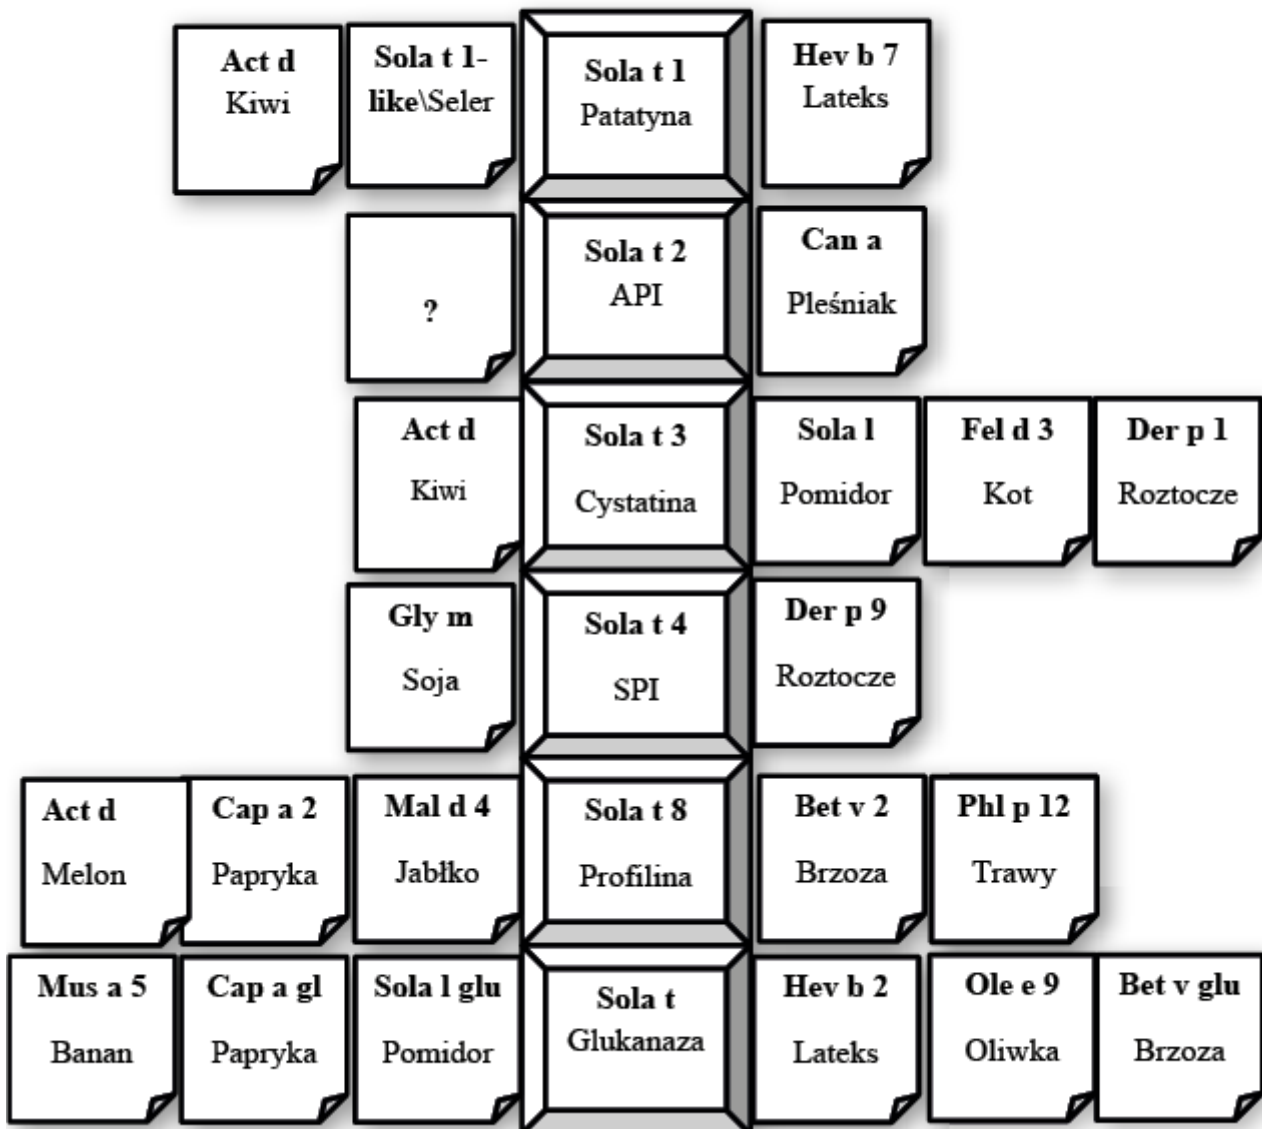 Act d
Kiwi
Sola t 1-
like\Seler
Sola t 1
Patatyna
Hev b 7
Lateks
?
Sola t 2
API
Can a
Pleśniak
Act d
Kiwi
Sola t 3
Cystatina
Sola l
Pomidor
Fel d 3
Kot
Der p 1
Roztocze
Gly m
Soja
Sola t 4
SPI
Der p 9
Roztocze
Act d
Melon
Cap a 2
Papryka
Mal d 4
Jabłko
Sola t 8
Profilina
Bet v 2
Brzoza
Phl p 12
Trawy
Mus a 5
Banan
Cap a gl
Papryka
Sola l glu
Pomidor
Sola t
Glukanaza
Hev b 2
Lateks
Ole e 9
Oliwka
Bet v glu
Brzoza